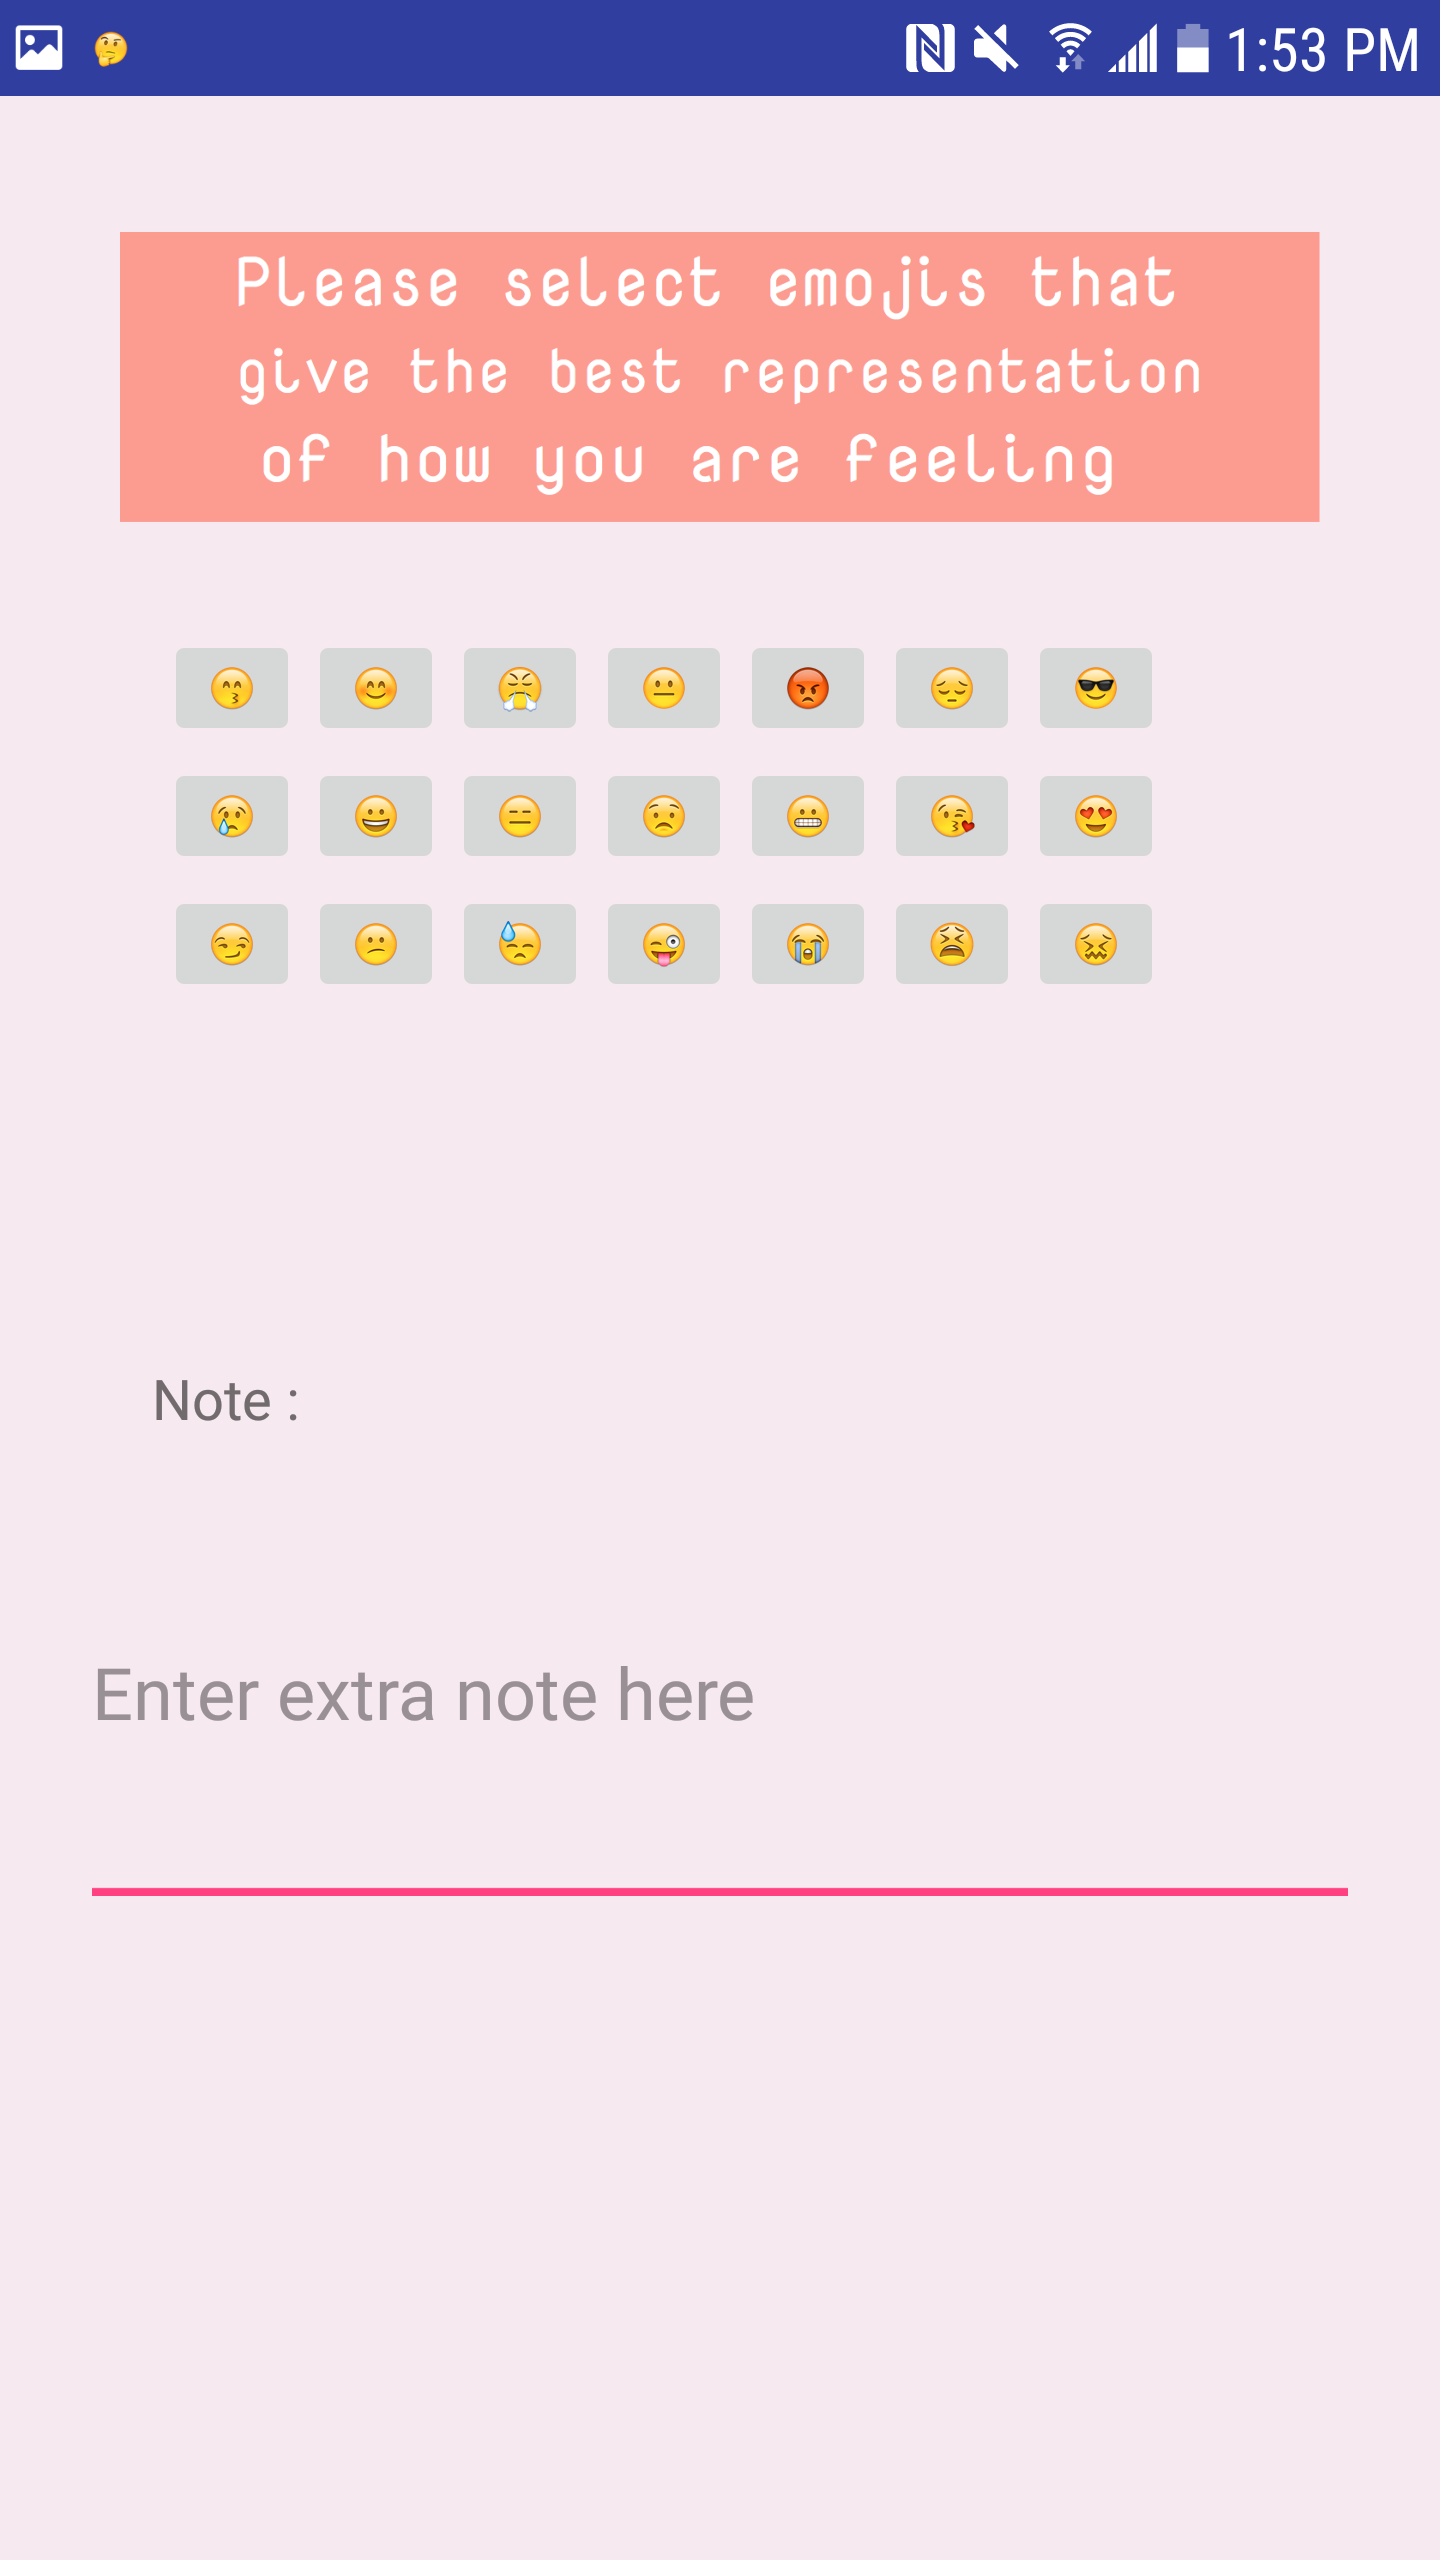 1:53 PM
Please select emojis that
give the best representation
of how you are feeling
Note :
Enter extra note here